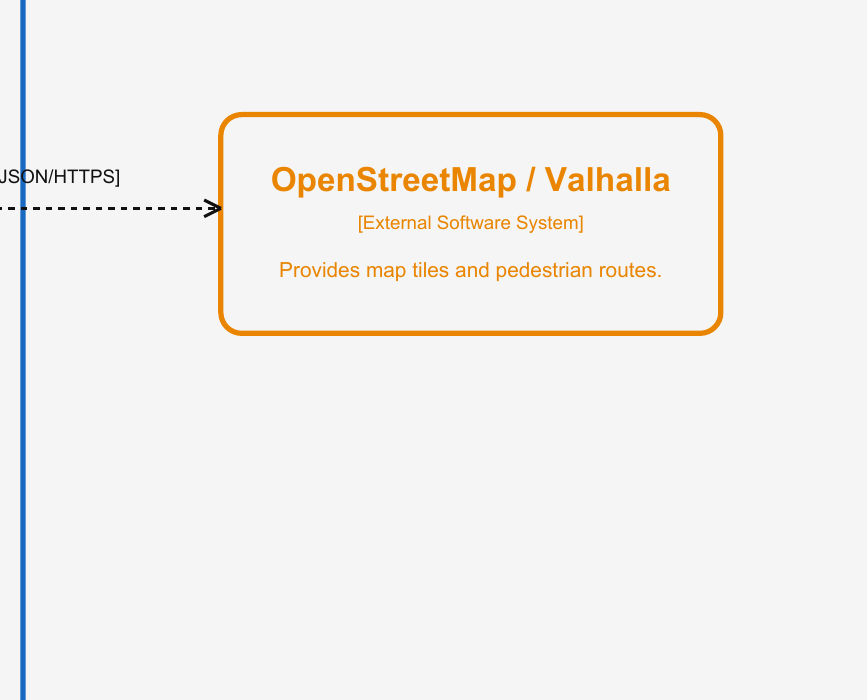 JSON/HTTPS]
OpenStreetMap / Valhalla
[External Software System]
Provides map tiles and pedestrian routes.